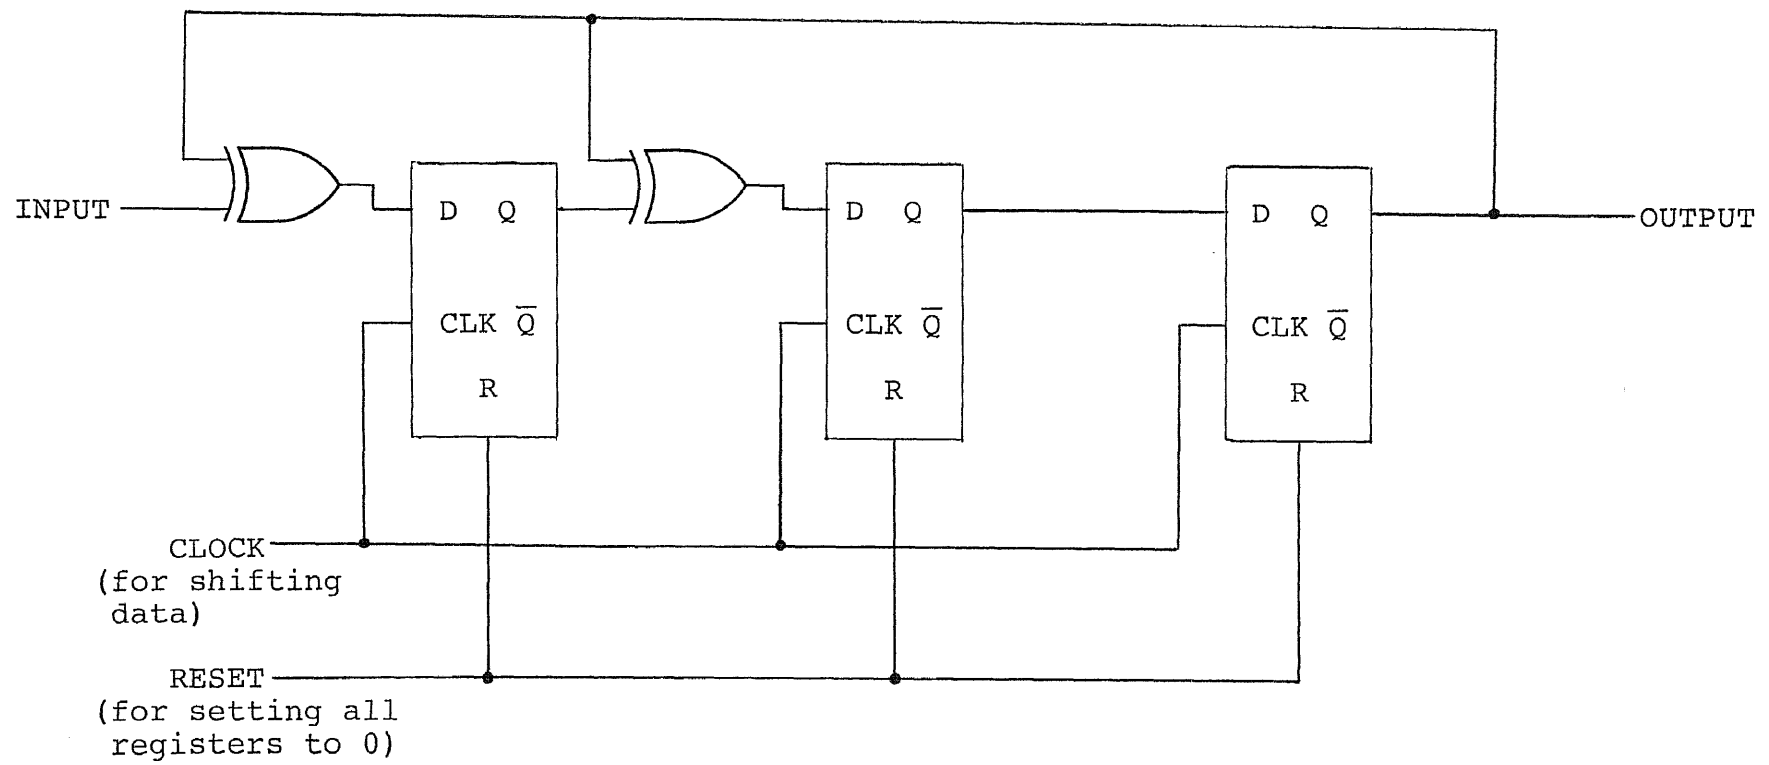 INPUT
D Q
CLK Q̅
R
D Q
CLK Q̅
R
D Q
CLK Q̅
R
OUTPUT
CLOCK
(for shifting
data)
RESET
(for setting all
registers to 0)